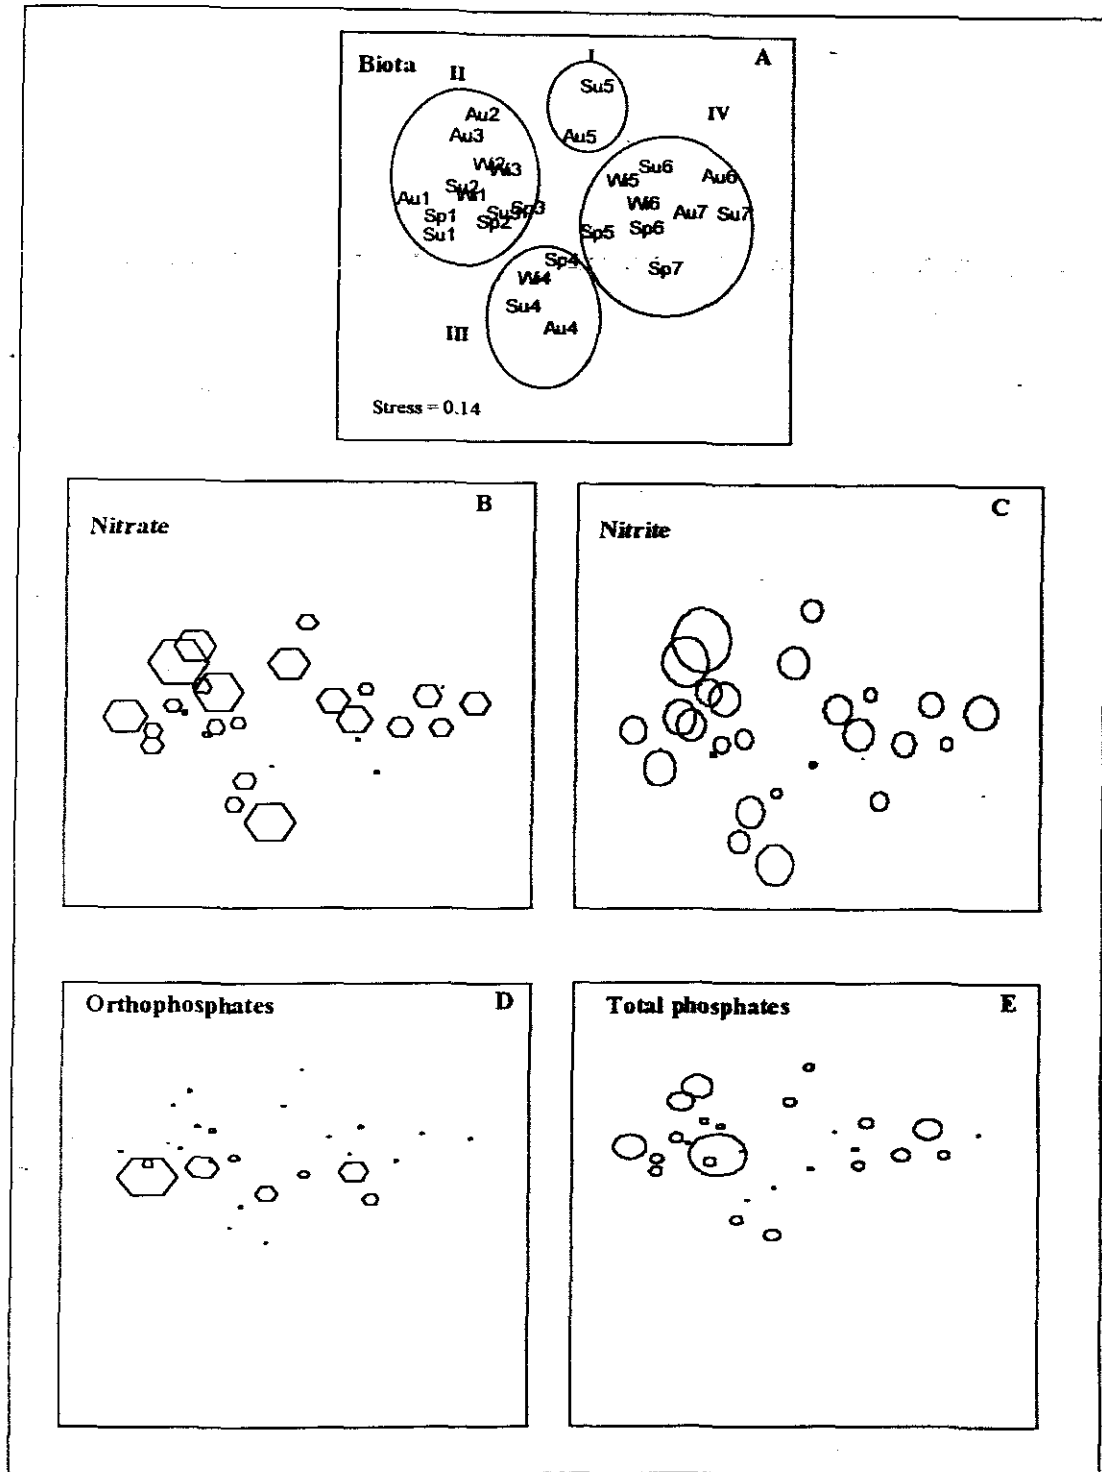 Biota
II
I
A
IV
Su5
Au2
Au3
Au5
Wi2
Wi3
Su2
Wi1
Au1
Sp1
Su1
Su3
Sp3
Sp2
Su6
Wi5
Au6
Wi6
Au7
Su7
Sp5
Sp6
Sp7
Sp4
Wi4
Su4
Au4
III
Stress = 0.14
Nitrate
B
Nitrite
C
Orthophosphates
D
Total phosphates
E